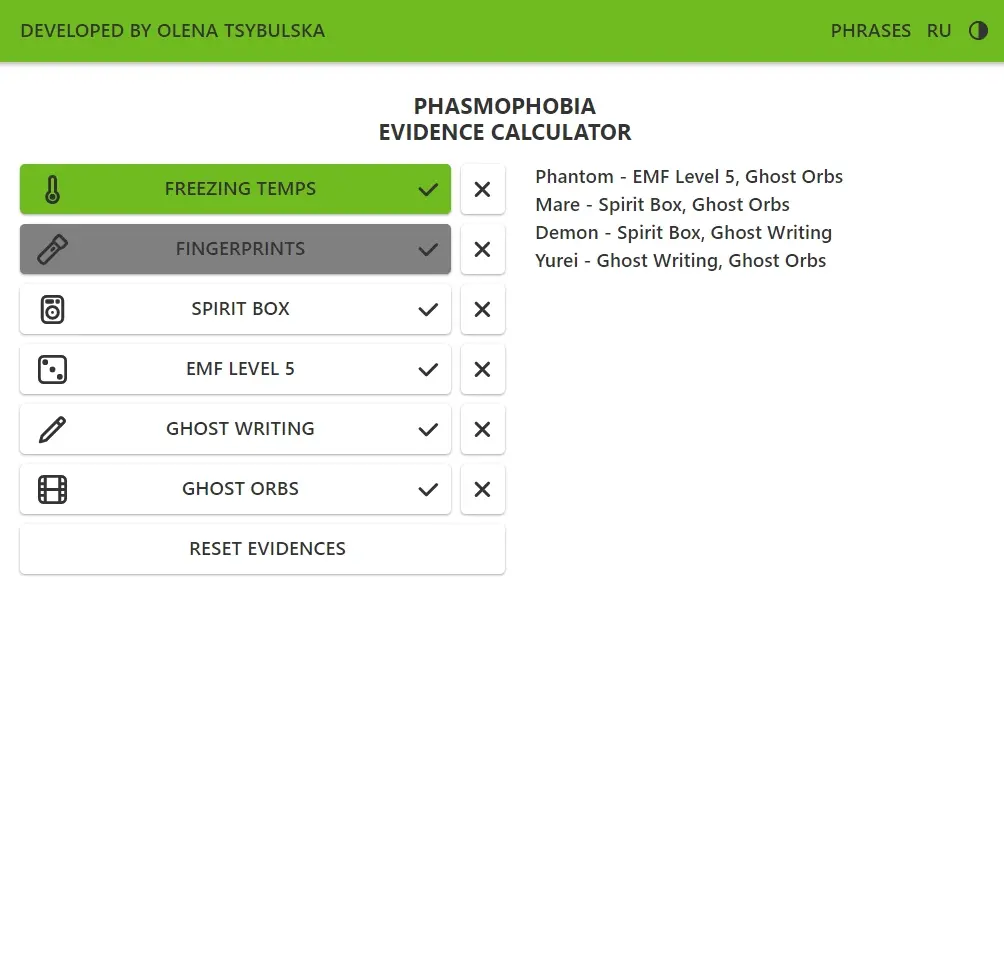 DEVELOPED BY OLENA TSYBULSKA
PHRASES RU
PHASMOPHOBIA
EVIDENCE CALCULATOR
FREEZING TEMPS
FINGERPRINTS
SPIRIT BOX
EMF LEVEL 5
GHOST WRITING
GHOST ORBS
RESET EVIDENCES
Phantom - EMF Level 5, Ghost Orbs
Mare - Spirit Box, Ghost Orbs
Demon - Spirit Box, Ghost Writing
Yurei - Ghost Writing, Ghost Orbs